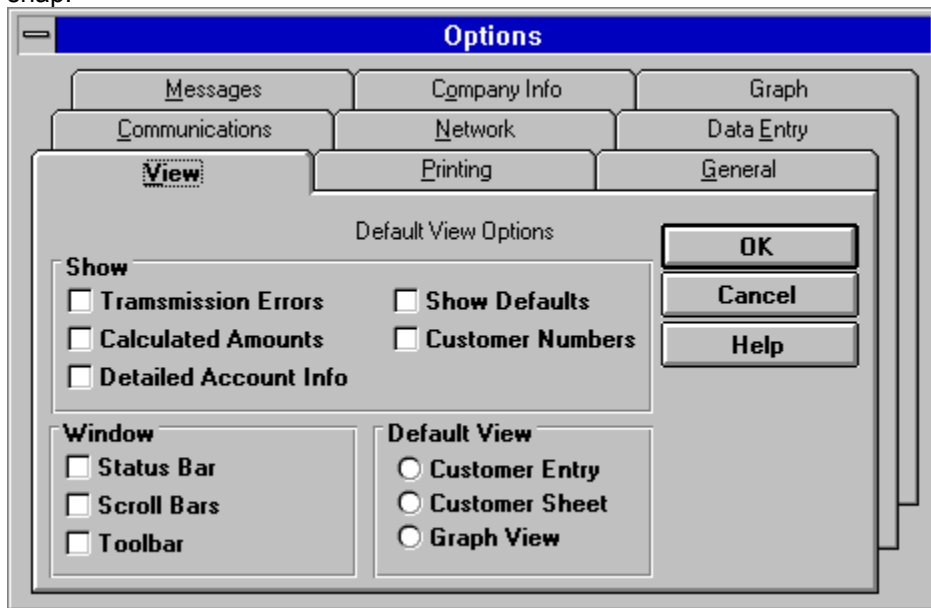 snap.
Options
Messages Company Info Graph
Communications Network Data Entry
View Printing General
Default View Options
Show
Tramsmission Errors Show Defaults
Calculated Amounts Customer Numbers
Detailed Account Info
OK
Cancel
Help
Window
Status Bar
Scroll Bars
Toolbar
Default View
Customer Entry
Customer Sheet
Graph View